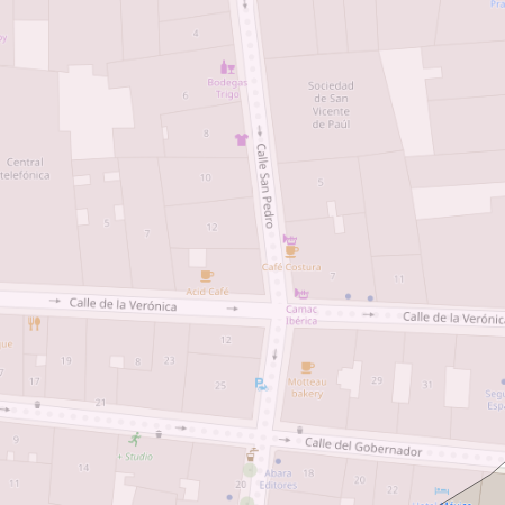 4
Bodegas
Trigo
6
8
10
12
Sociedad
de San
Vicente
de Paúl
Central
telefónica
5
7
5
Calle San Pedro
Café Costura
7
11
Acid Café
Calle de la Verónica
Camac
Ibérica
Calle de la Verónica
12
19
8
23
17
21
25
Motteau
bakery
29
31
Calle del Gobernador
9
11
14
+ Studio
20
Abara
Editores
18
20
22